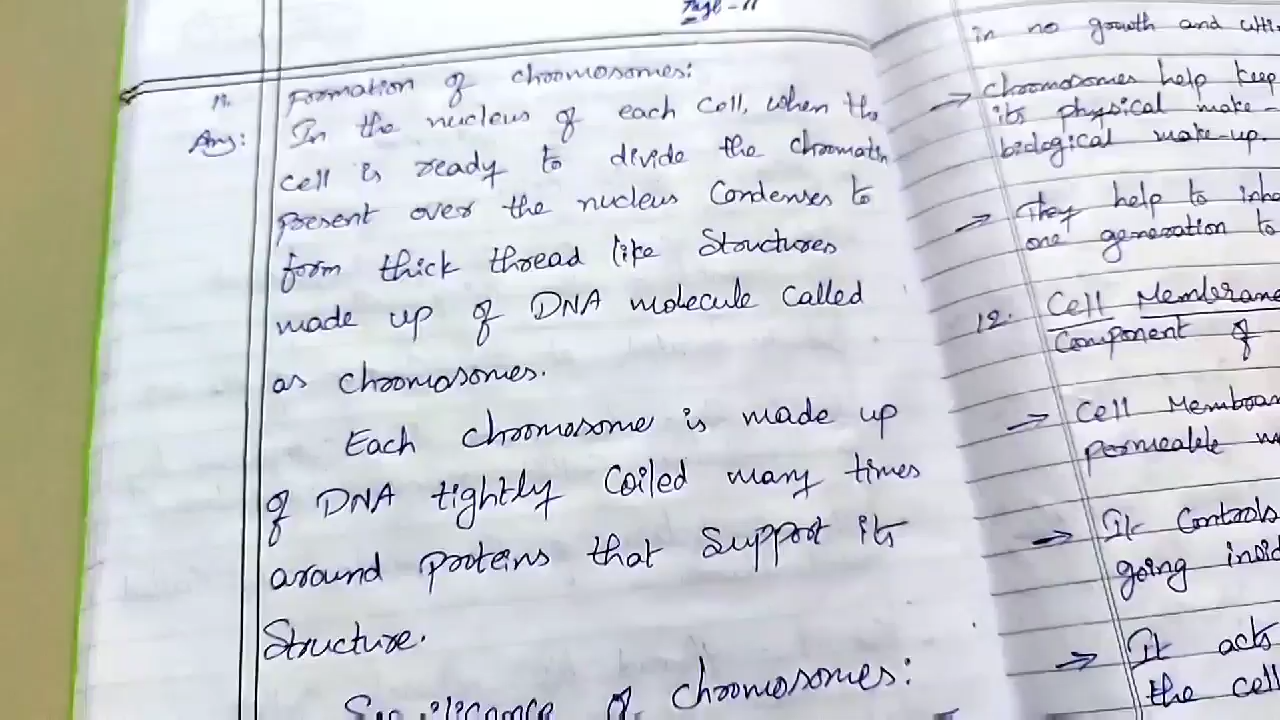 Page - 11
11. Formation of chromosomes:
Ans: In the nucleus of each cell, when the
cell is ready to divide the chromatin
present over the nucleus Condenses to
form thick thread like Structures
made up of DNA molecule called
as chromosomes.
Each chromosome is made up
of DNA tightly coiled many times
around proteins that support its
Structure.
of chromosomes:
in no growth and
→ chromosomes help keep
its physical make-
biological make-up.
→ They help to
one generation to
12. Cell Membrane
Component of
→ Cell
permeable
→ It Controls
going
→ It acts
the cell